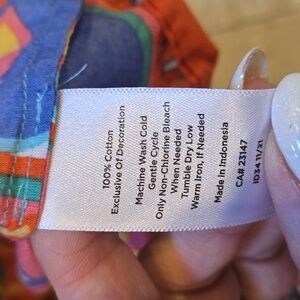 100% Cotton
Exclusive Of Decoration
Machine Wash Cold
Gentle Cycle
Only Non-Chlorine Bleach
When Needed
Tumble Dry Low
Warm Iron, If Needed
Made In Indonesia
CA# 23147
ID34 11/21